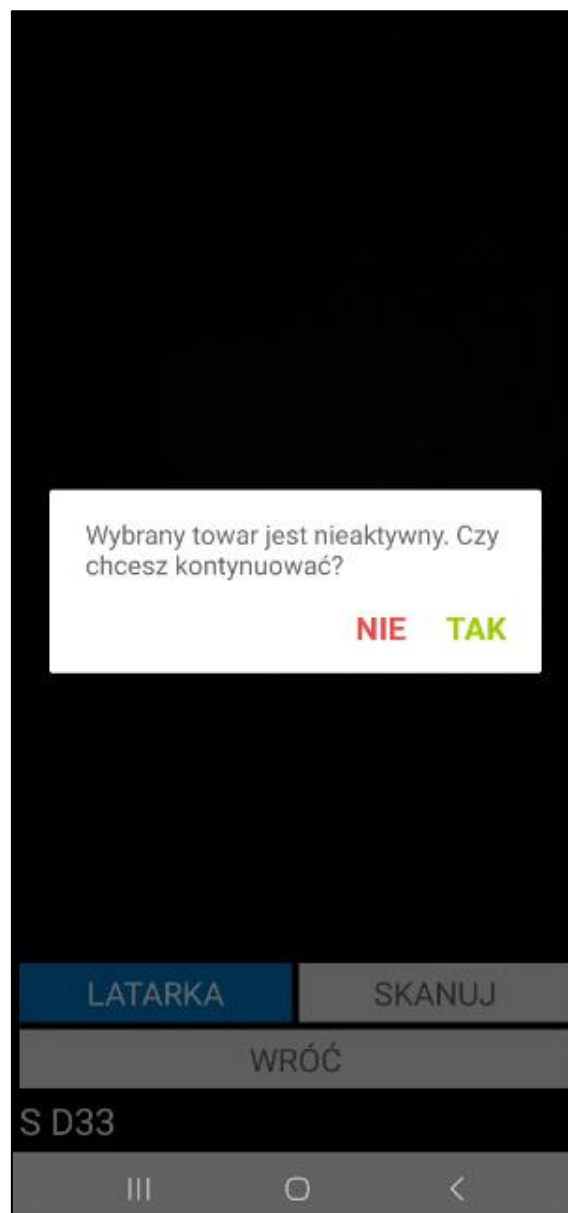 Wybrany towar jest nieaktywny. Czy
chcesz kontynuować?
NIE TAK
LATARKA SKANUJ
WRÓĆ
S D33